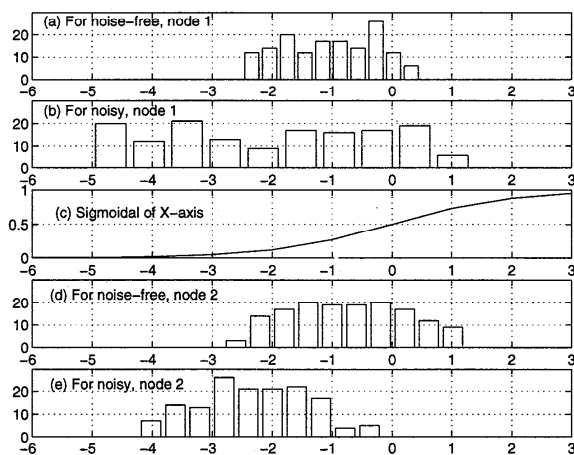 (a) For noise-free, node 1
20
10
0
-6 -5 -4 -3 -2 -1 0 1 2 3
(b) For noisy, node 1
20
10
0
-6 -5 -4 -3 -2 -1 0 1 2 3
1
(c) Sigmoidal of X-axis
0.5
0
-6 -5 -4 -3 -2 -1 0 1 2 3
(d) For noise-free, node 2
20
10
0
-6 -5 -4 -3 -2 -1 0 1 2 3
(e) For noisy, node 2
20
10
0
-6 -5 -4 -3 -2 -1 0 1 2 3